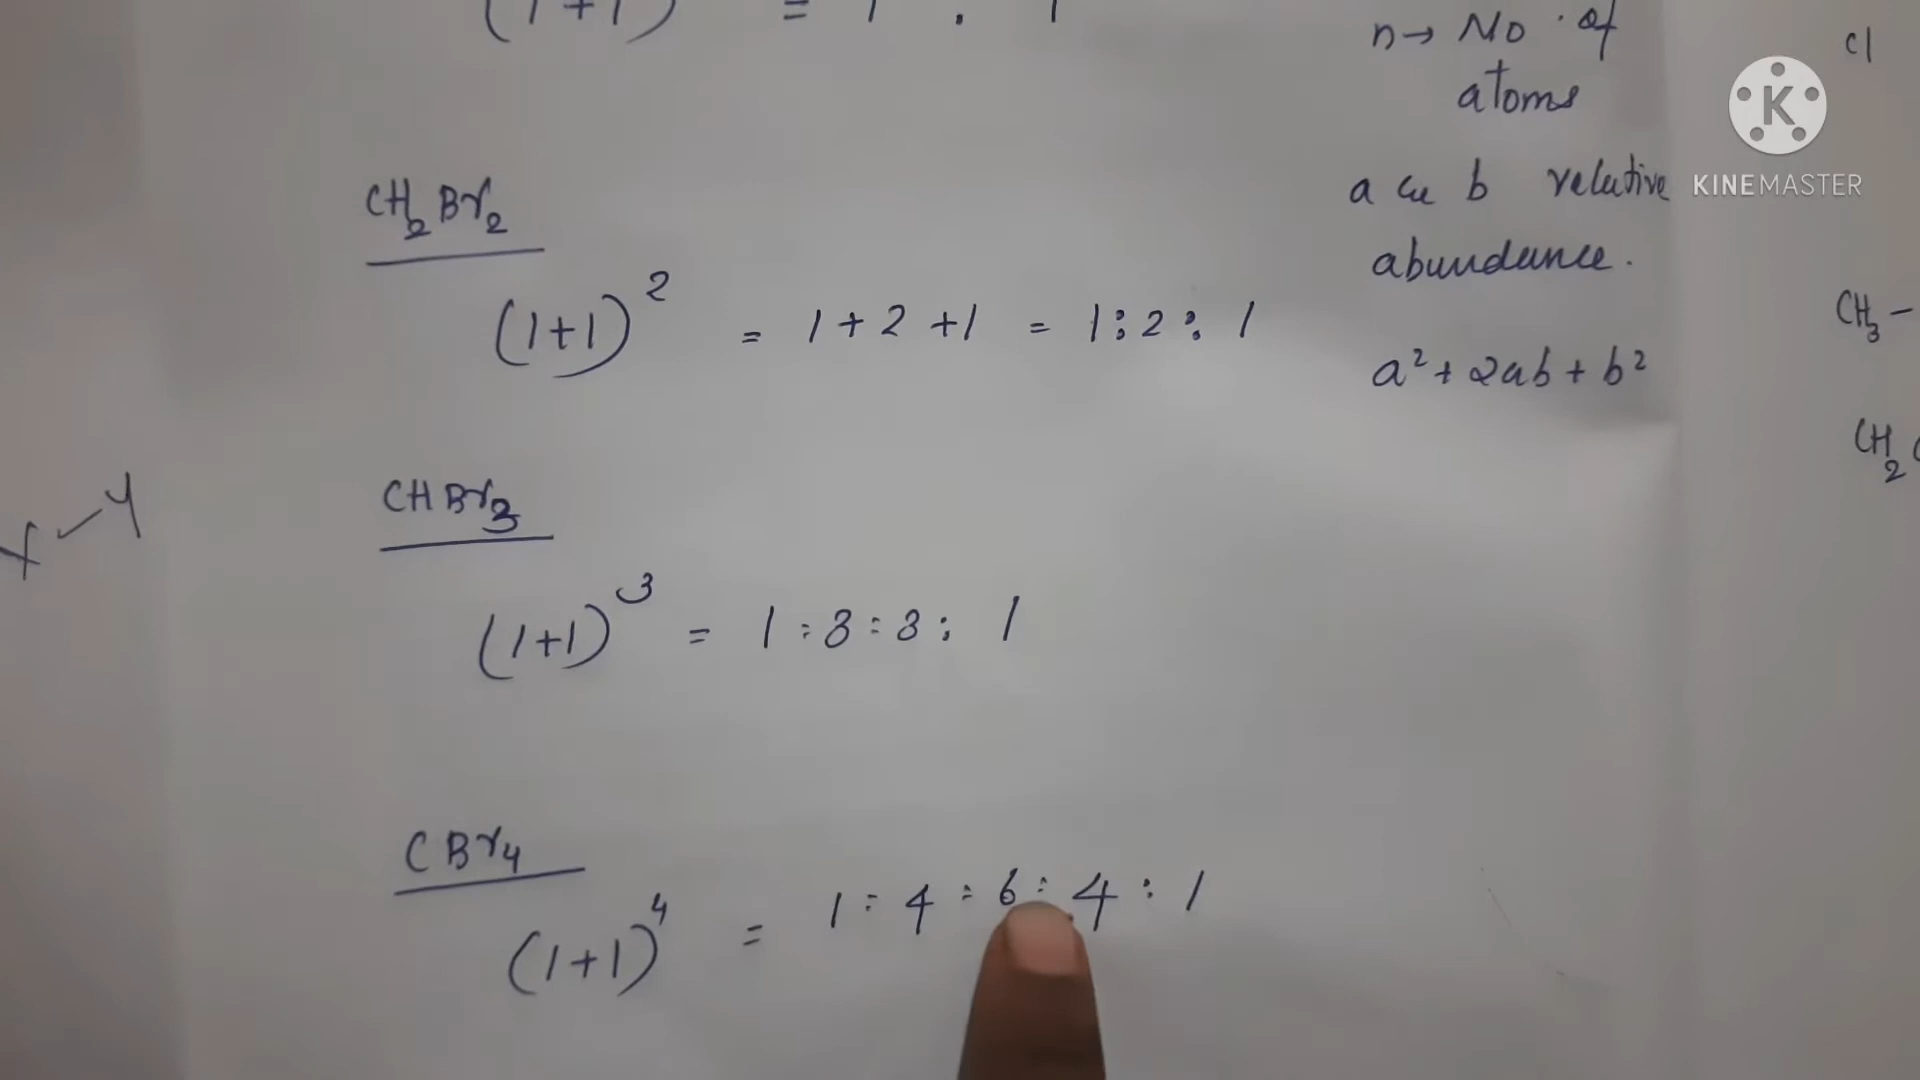 (1+1) = 1 : 1
n→ No. of
atoms
cl
K
KINEMASTER
a & b relative
abundance.
a² + 2ab + b²
CH₂Br₂
(1+1)² = 1+2+1 = 1:2:1
CH₃-
CH₂
CHBr₃
(1+1)³ = 1:3:3:1
x-y
CBr₄
(1+1)⁴ = 1:4:6:4:1